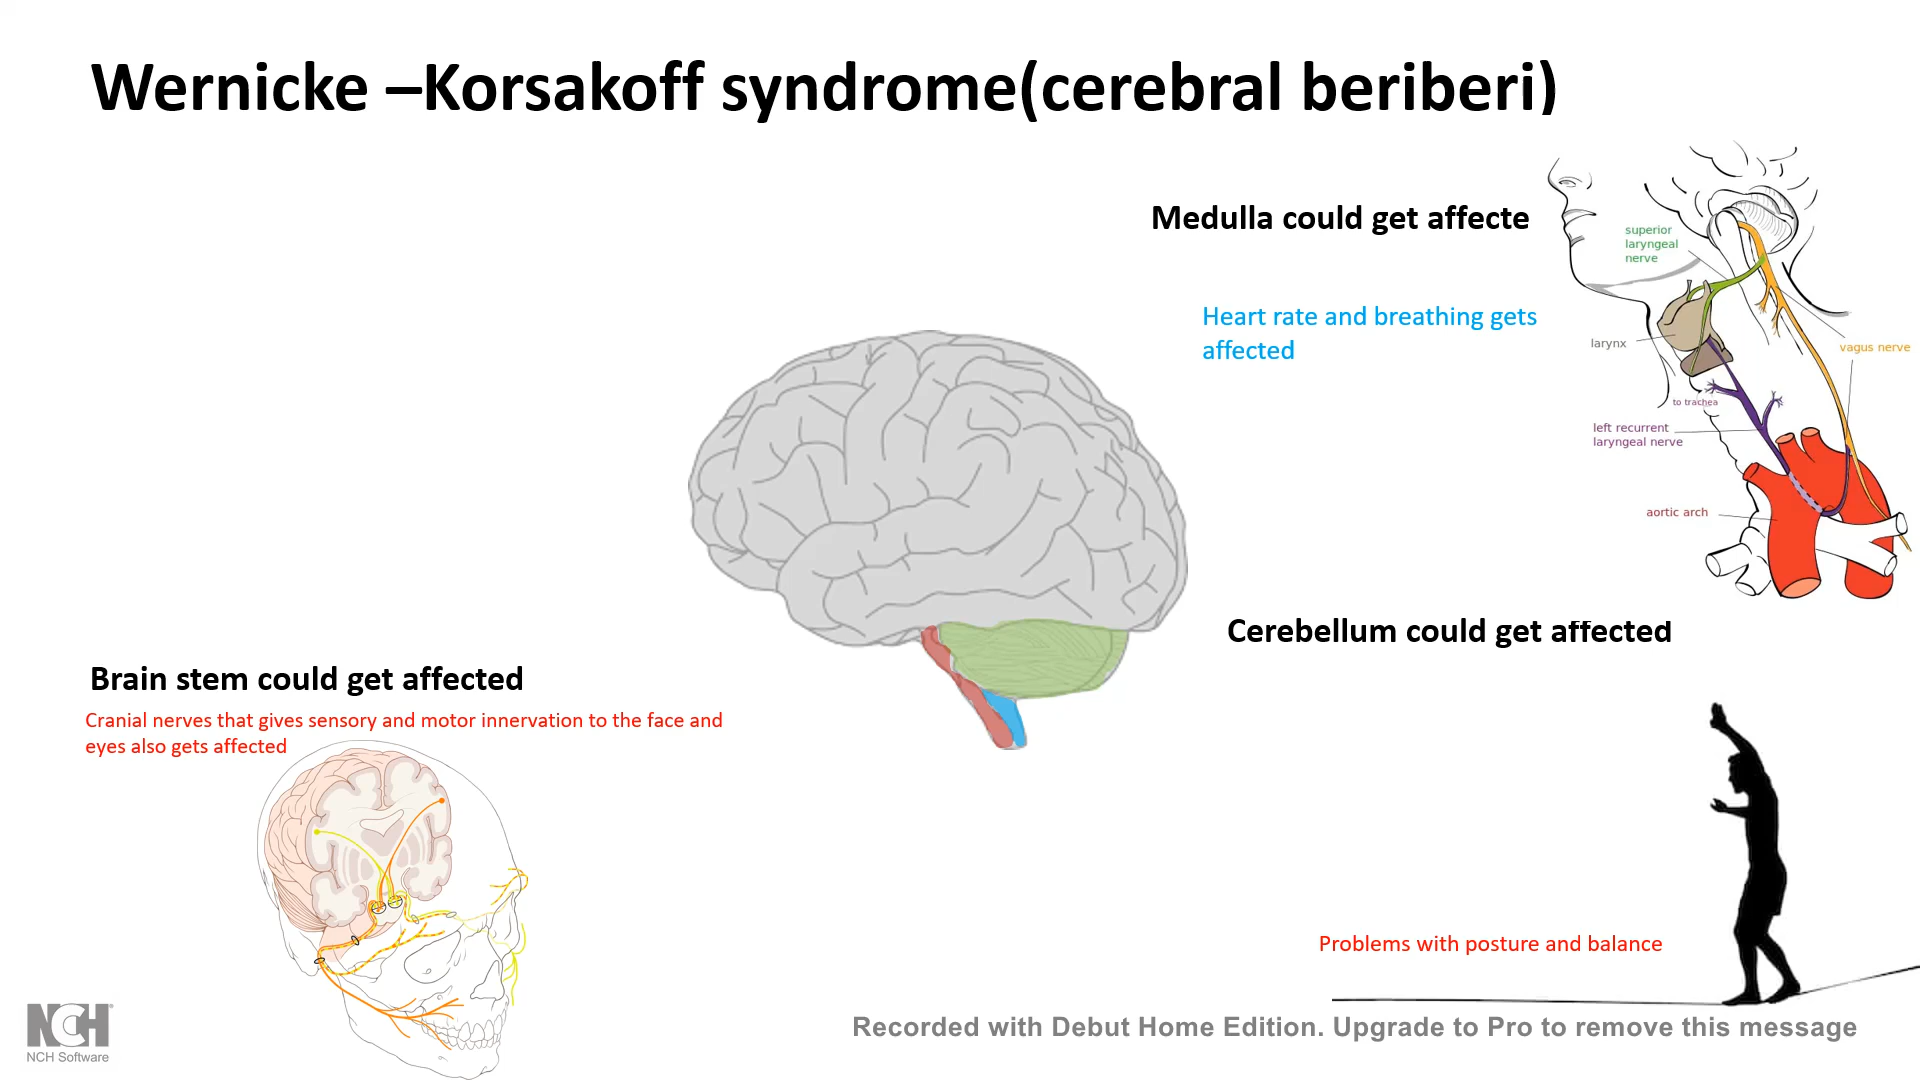 Wernicke –Korsakoff syndrome(cerebral beriberi)
Medulla could get affecte
Heart rate and breathing gets
affected
superior
laryngeal
nerve
larynx
vagus nerve
to trachea
left recurrent
laryngeal nerve
aortic arch
Cerebellum could get affected
Brain stem could get affected
Cranial nerves that gives sensory and motor innervation to the face and
eyes also gets affected
Problems with posture and balance
NCH
NCH Software
Recorded with Debut Home Edition. Upgrade to Pro to remove this message